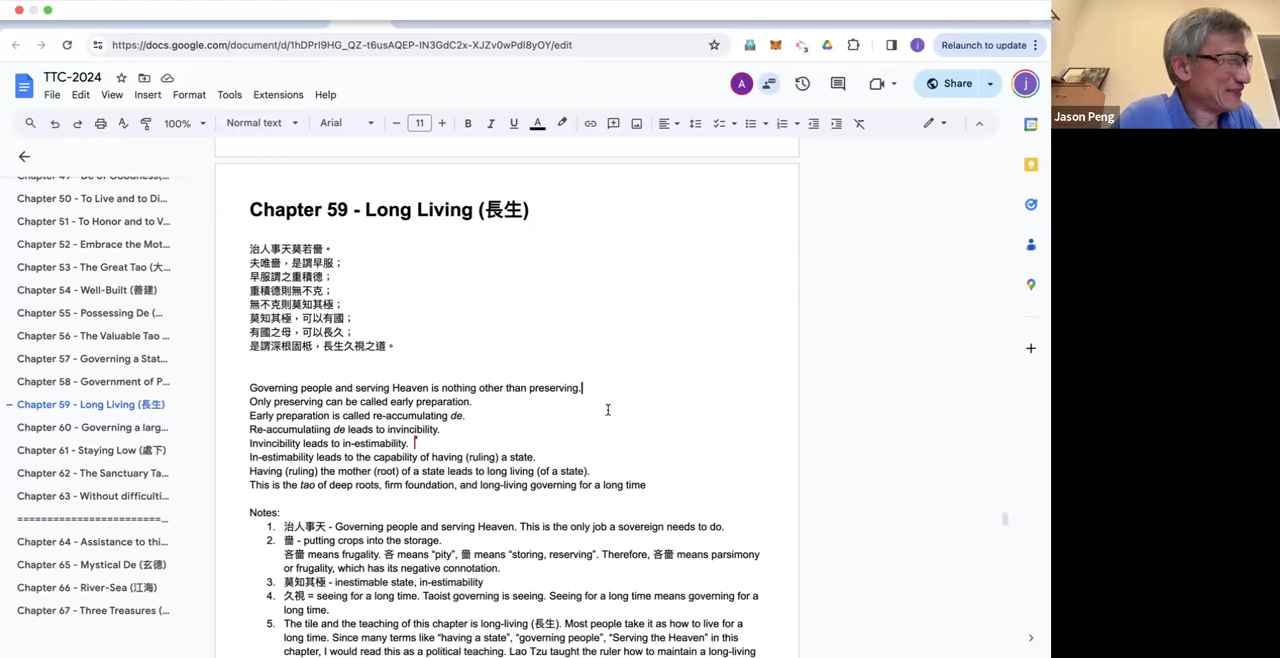 https://docs.google.com/document/d/1hDPrI9HG_QZ-t6usAQEP-IN3GdC2x-XJZv0wPdI8yOY/edit
Relaunch to update
TTC-2024
File Edit View Insert Format Tools Extensions Help
A
Share
j
100% Normal text Arial 11 B I U A
Chapter 50 - To Live and to Di...
Chapter 51 - To Honor and to V...
Chapter 52 - Embrace the Mot...
Chapter 53 - The Great Tao (大...
Chapter 54 - Well-Built (善建)
Chapter 55 - Possessing De (...
Chapter 56 - The Valuable Tao ...
Chapter 57 - Governing a Stat...
Chapter 58 - Government of P...
Chapter 59 - Long Living (長生)
Chapter 60 - Governing a larg...
Chapter 61 - Staying Low (處下)
Chapter 62 - The Sanctuary Ta...
Chapter 63 - Without difficulti...
=========================...
Chapter 64 - Assistance to thi...
Chapter 65 - Mystical De (玄德)
Chapter 66 - River-Sea (江海)
Chapter 67 - Three Treasures (...
Chapter 59 - Long Living (長生)
治人事天莫若嗇。
夫唯嗇，是謂早服；
早服謂之重積德；
重積德則無不克；
無不克則莫知其極；
莫知其極，可以有國；
有國之母，可以長久；
是謂深根固柢，長生久視之道。
Governing people and serving Heaven is nothing other than preserving.
Only preserving can be called early preparation.
Early preparation is called re-accumulating de.
Re-accumulatiing de leads to invincibility.
Invincibility leads to in-estimability.
In-estimability leads to the capability of having (ruling) a state.
Having (ruling) the mother (root) of a state leads to long living (of a state).
This is the tao of deep roots, firm foundation, and long-living governing for a long time
Notes:
1. 治人事天 - Governing people and serving Heaven. This is the only job a sovereign needs to do.
2. 嗇 - putting crops into the storage.
吝嗇 means frugality. 吝 means “pity”, 嗇 means “storing, reserving”. Therefore, 吝嗇 means parsimony
or frugality, which has its negative connotation.
3. 莫知其極 - inestimable state, in-estimability
4. 久視 = seeing for a long time. Taoist governing is seeing. Seeing for a long time means governing for a
long time.
5. The tile and the teaching of this chapter is long-living (長生). Most people take it as how to live for a
long time. Since many terms like “having a state”, “governing people”, “Serving the Heaven” in this
chapter, I would read this as a political teaching. Lao Tzu taught the ruler how to maintain a long-living
Jason Peng